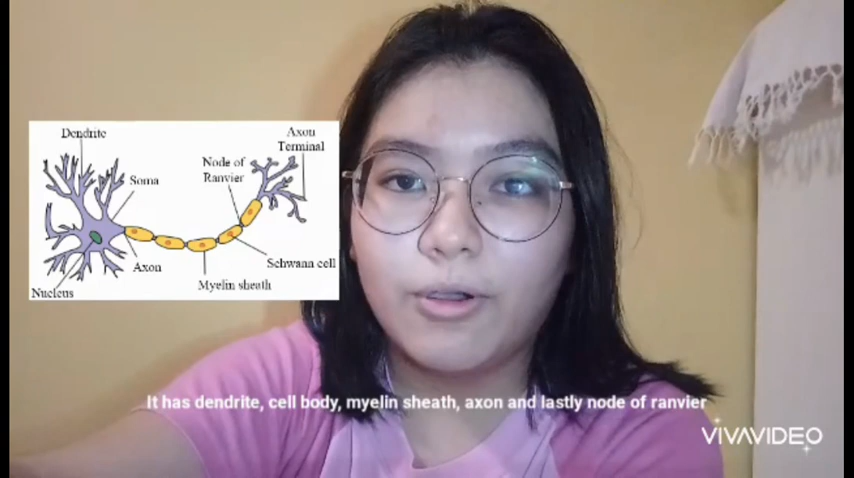 Dendrite
Axon
Terminal
Node of
Ranvier
Soma
Schwann cell
Axon
Myelin sheath
Nucleus
It has dendrite, cell body, myelin sheath, axon and lastly node of ranvier
VIVAVIDEO